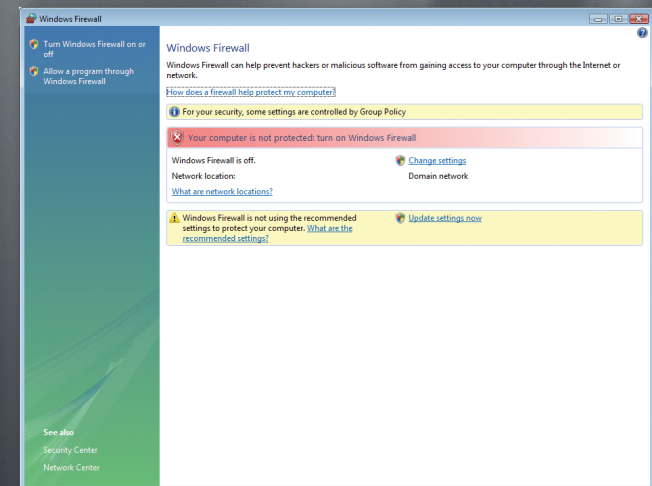 Windows Firewall
Turn Windows Firewall on or
off
Allow a program through
Windows Firewall
Windows Firewall
Windows Firewall can help prevent hackers or malicious software from gaining access to your computer through the Internet or
network.
How does a firewall help protect my computer?
For your security, some settings are controlled by Group Policy
Your computer is not protected: turn on Windows Firewall
Windows Firewall is off.
Change settings
Network location:
Domain network
What are network locations?
Windows Firewall is not using the recommended
settings to protect your computer. What are the
recommended settings?
Update settings now
See also
Security Center
Network Center